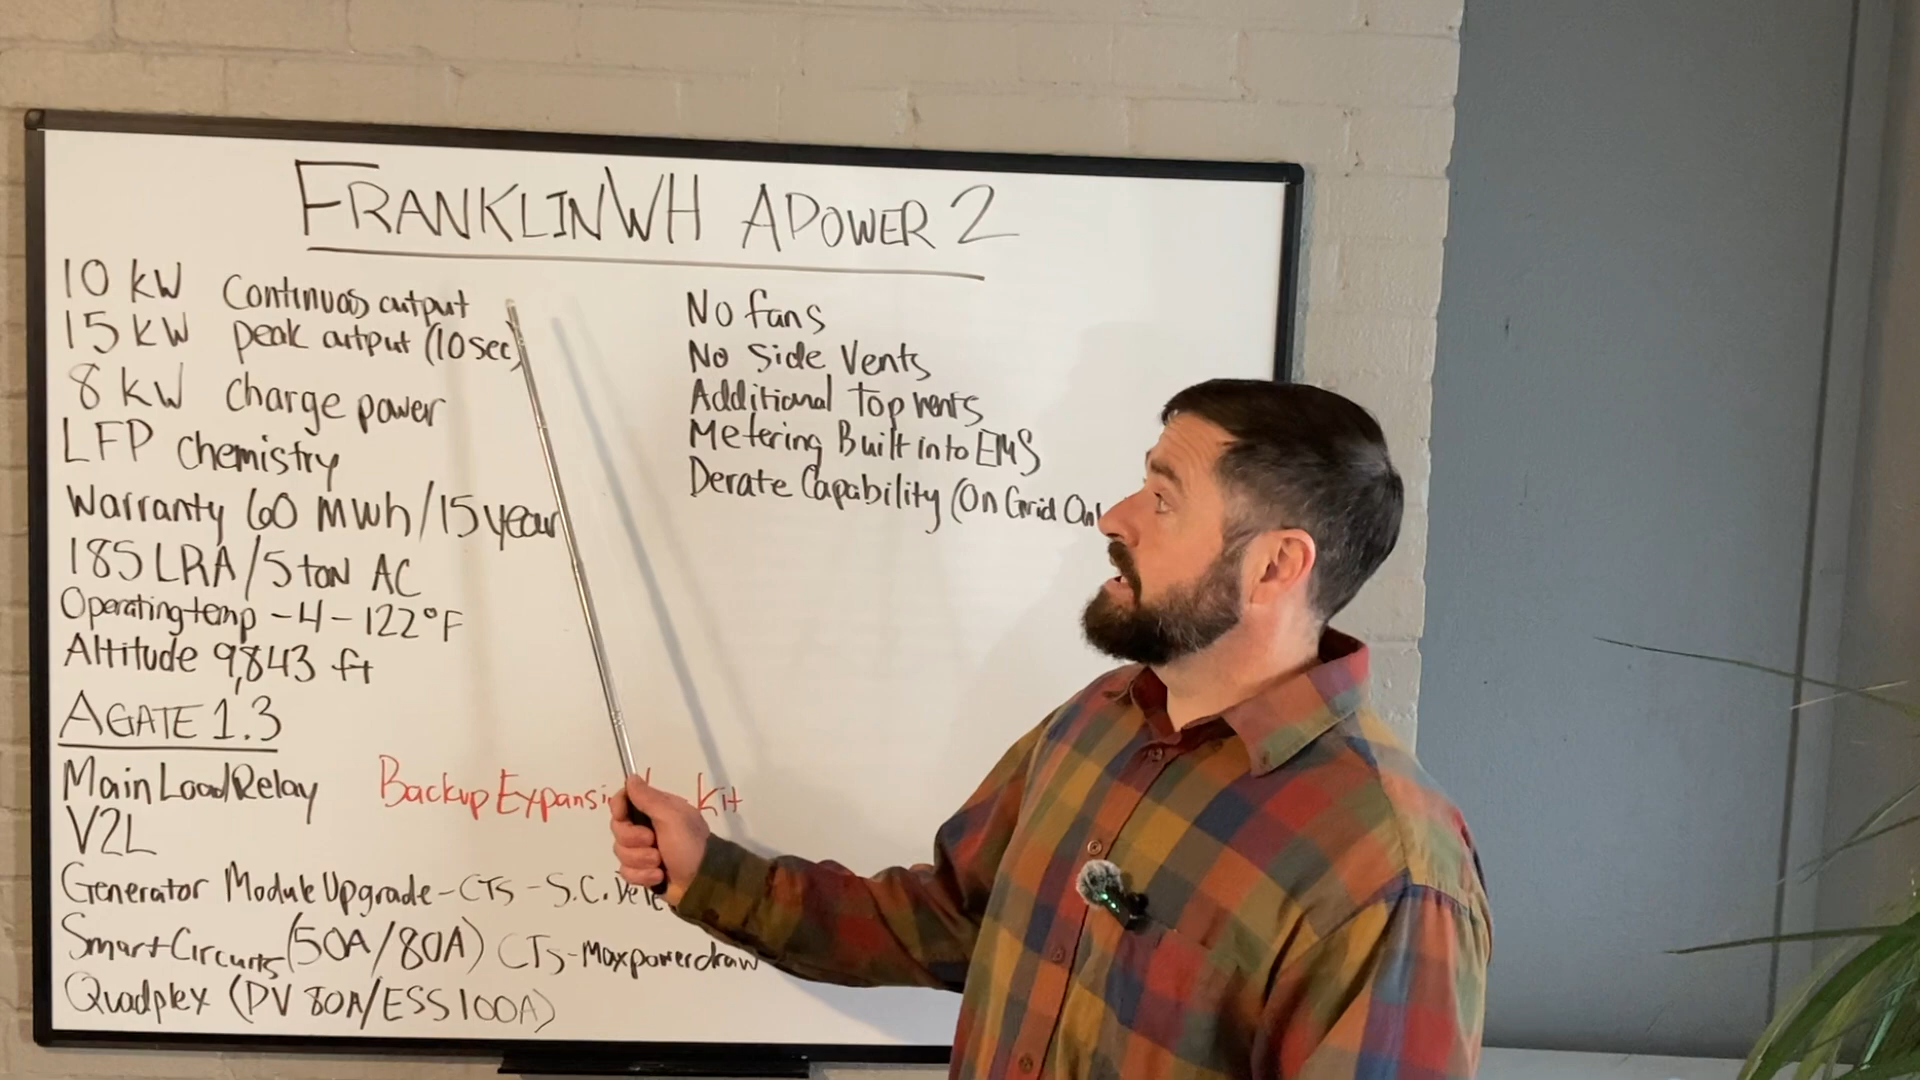 FRANKLINWH APOWER 2
10 kW Continuos output
15 kW peak output (10 sec)
8 kW charge power
LFP chemistry
Warranty 60 MWh/15 year
185 LRA/5 ton AC
Operating temp -4 - 122°F
Altitude 9,843 ft
No fans
No Side Vents
Additional Top vents
Metering Built into EMS
Derate Capability (On Grid
AGATE 1.3
Main Load Relay Backup Kit
V2L
Generator Module Upgrade - CTs - S.C.
Smart Circuits (50A/80A) CTs - Max power draw
Quadplex (PV 80A/ESS 100A)